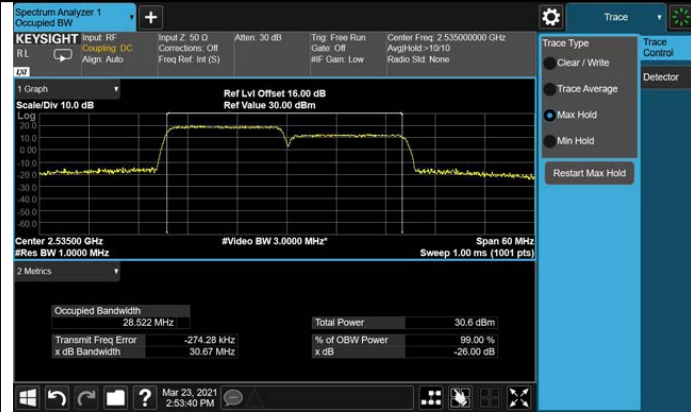 Spectrum Analyzer 1
Occupied BW
+
Trace
KEYSIGHT
RL
LXI
Input: RF
Coupling: DC
Align: Auto
Input Z: 50 Ω
Corrections: Off
Freq Ref: Int (S)
Atten: 30 dB
Trig: Free Run
Gate: Off
#IF Gain: Low
Center Freq: 2.535000000 GHz
Avg|Hold:>10/10
Radio Std: None
Trace Type
Clear / Write
Trace Average
Max Hold
Min Hold
Restart Max Hold
Trace
Control
Detector
1 Graph
Scale/Div 10.0 dB
Ref Lvl Offset 16.00 dB
Ref Value 30.00 dBm
Log
20.0
10.0
0.00
-10.0
-20.0
-30.0
-40.0
-50.0
-60.0
Center 2.53500 GHz
#Res BW 1.0000 MHz
#Video BW 3.0000 MHz*
Span 60 MHz
Sweep 1.00 ms (1001 pts)
2 Metrics
Occupied Bandwidth
28.522 MHz
Transmit Freq Error -274.28 kHz
x dB Bandwidth 30.67 MHz
Total Power 30.6 dBm
% of OBW Power 99.00 %
x dB -26.00 dB
?
Mar 23, 2021
2:53:40 PM